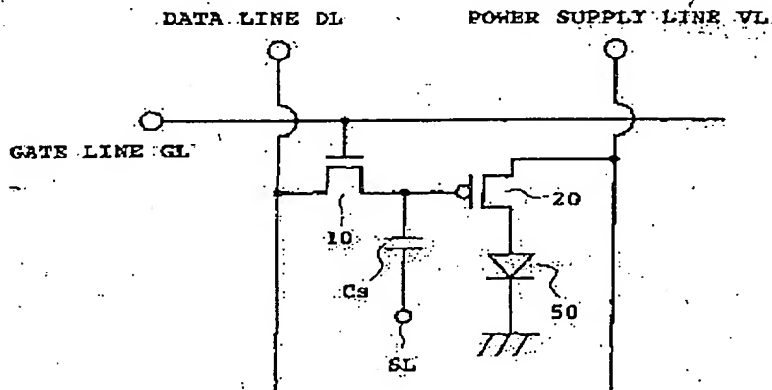 DATA LINE DL
POWER SUPPLY LINE VL
GATE LINE GL
10
20
Cs
50
SL